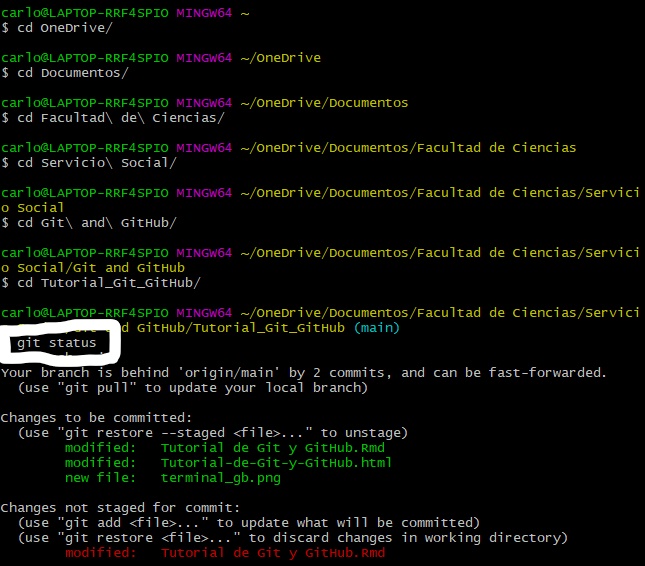 carlo@LAPTOP-RRF4SPIO MINGW64 ~
$ cd OneDrive/
carlo@LAPTOP-RRF4SPIO MINGW64 ~/OneDrive
$ cd Documentos/
carlo@LAPTOP-RRF4SPIO MINGW64 ~/OneDrive/Documentos
$ cd Facultad\ de\ Ciencias/
carlo@LAPTOP-RRF4SPIO MINGW64 ~/OneDrive/Documentos/Facultad de Ciencias
$ cd Servicio\ Social/
carlo@LAPTOP-RRF4SPIO MINGW64 ~/OneDrive/Documentos/Facultad de Ciencias/Servici
o Social
$ cd Git\ and\ GitHub/
carlo@LAPTOP-RRF4SPIO MINGW64 ~/OneDrive/Documentos/Facultad de Ciencias/Servici
o Social/Git and GitHub
$ cd Tutorial_Git_GitHub/
carlo@LAPTOP-RRF4SPIO MINGW64 ~/OneDrive/Documentos/Facultad de Ciencias/Servici
GitHub/Tutorial_Git_GitHub (main)
git status
Your branch is behind 'origin/main' by 2 commits, and can be fast-forwarded.
(use "git pull" to update your local branch)
Changes to be committed:
(use "git restore --staged <file>..." to unstage)
modified: Tutorial de Git y GitHub.Rmd
modified: Tutorial-de-Git-y-GitHub.html
new file: terminal_gb.png
Changes not staged for commit:
(use "git add <file>..." to update what will be committed)
(use "git restore <file>..." to discard changes in working directory)
modified: Tutorial de Git y GitHub.Rmd